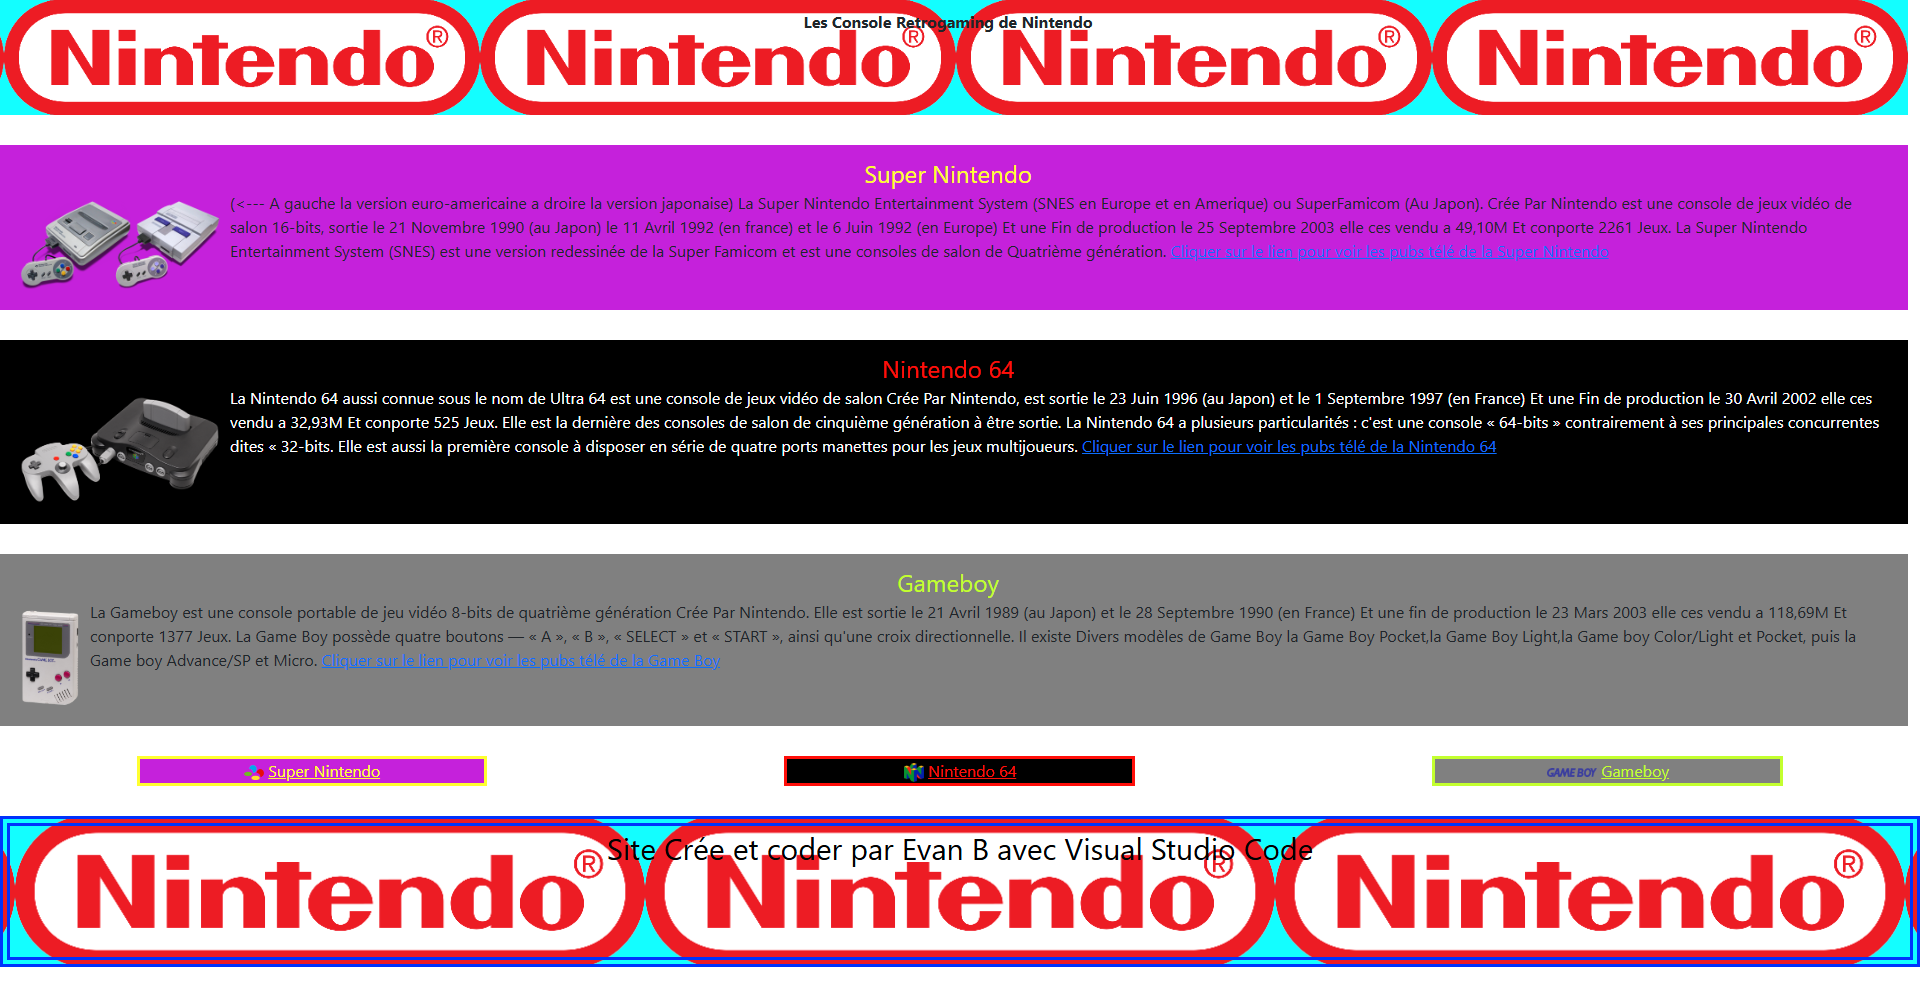 Les Console Retrogaming de Nintendo
Nintendo® Nintendo® Nintendo® Nintendo®
Super Nintendo
(<--- A gauche la version euro-americaine a droire la version japonaise) La Super Nintendo Entertainment System (SNES en Europe et en Amerique) ou SuperFamicom (Au Japon). Crée Par Nintendo est une console de jeux vidéo de
salon 16-bits, sortie le 21 Novembre 1990 (au Japon) le 11 Avril 1992 (en france) et le 6 Juin 1992 (en Europe) Et une Fin de production le 25 Septembre 2003 elle ces vendu a 49,10M Et conporte 2261 Jeux. La Super Nintendo
Entertainment System (SNES) est une version redessinée de la Super Famicom et est une consoles de salon de Quatrième génération. Cliquer sur le lien pour voir les pubs télé de la Super Nintendo
Nintendo 64
La Nintendo 64 aussi connue sous le nom de Ultra 64 est une console de jeux vidéo de salon Crée Par Nintendo, est sortie le 23 Juin 1996 (au Japon) et le 1 Septembre 1997 (en France) Et une Fin de production le 30 Avril 2002 elle ces
vendu a 32,93M Et conporte 525 Jeux. Elle est la dernière des consoles de salon de cinquième génération à être sortie. La Nintendo 64 a plusieurs particularités : c'est une console « 64-bits » contrairement à ses principales concurrentes
dites « 32-bits. Elle est aussi la première console à disposer en série de quatre ports manettes pour les jeux multijoueurs. Cliquer sur le lien pour voir les pubs télé de la Nintendo 64
Gameboy
La Gameboy est une console portable de jeu vidéo 8-bits de quatrième génération Crée Par Nintendo. Elle est sortie le 21 Avril 1989 (au Japon) et le 28 Septembre 1990 (en France) Et une fin de production le 23 Mars 2003 elle ces vendu a 118,69M Et
conporte 1377 Jeux. La Game Boy possède quatre boutons — « A », « B », « SELECT » et « START », ainsi qu'une croix directionnelle. Il existe Divers modèles de Game Boy la Game Boy Pocket,la Game Boy Light,la Game boy Color/Light et Pocket, puis la
Game boy Advance/SP et Micro. Cliquer sur le lien pour voir les pubs télé de la Game Boy
Super Nintendo
Nintendo 64
GAME BOY Gameboy
Site Crée et coder par Evan B avec Visual Studio Code
Nintendo® Nintendo® Nintendo®